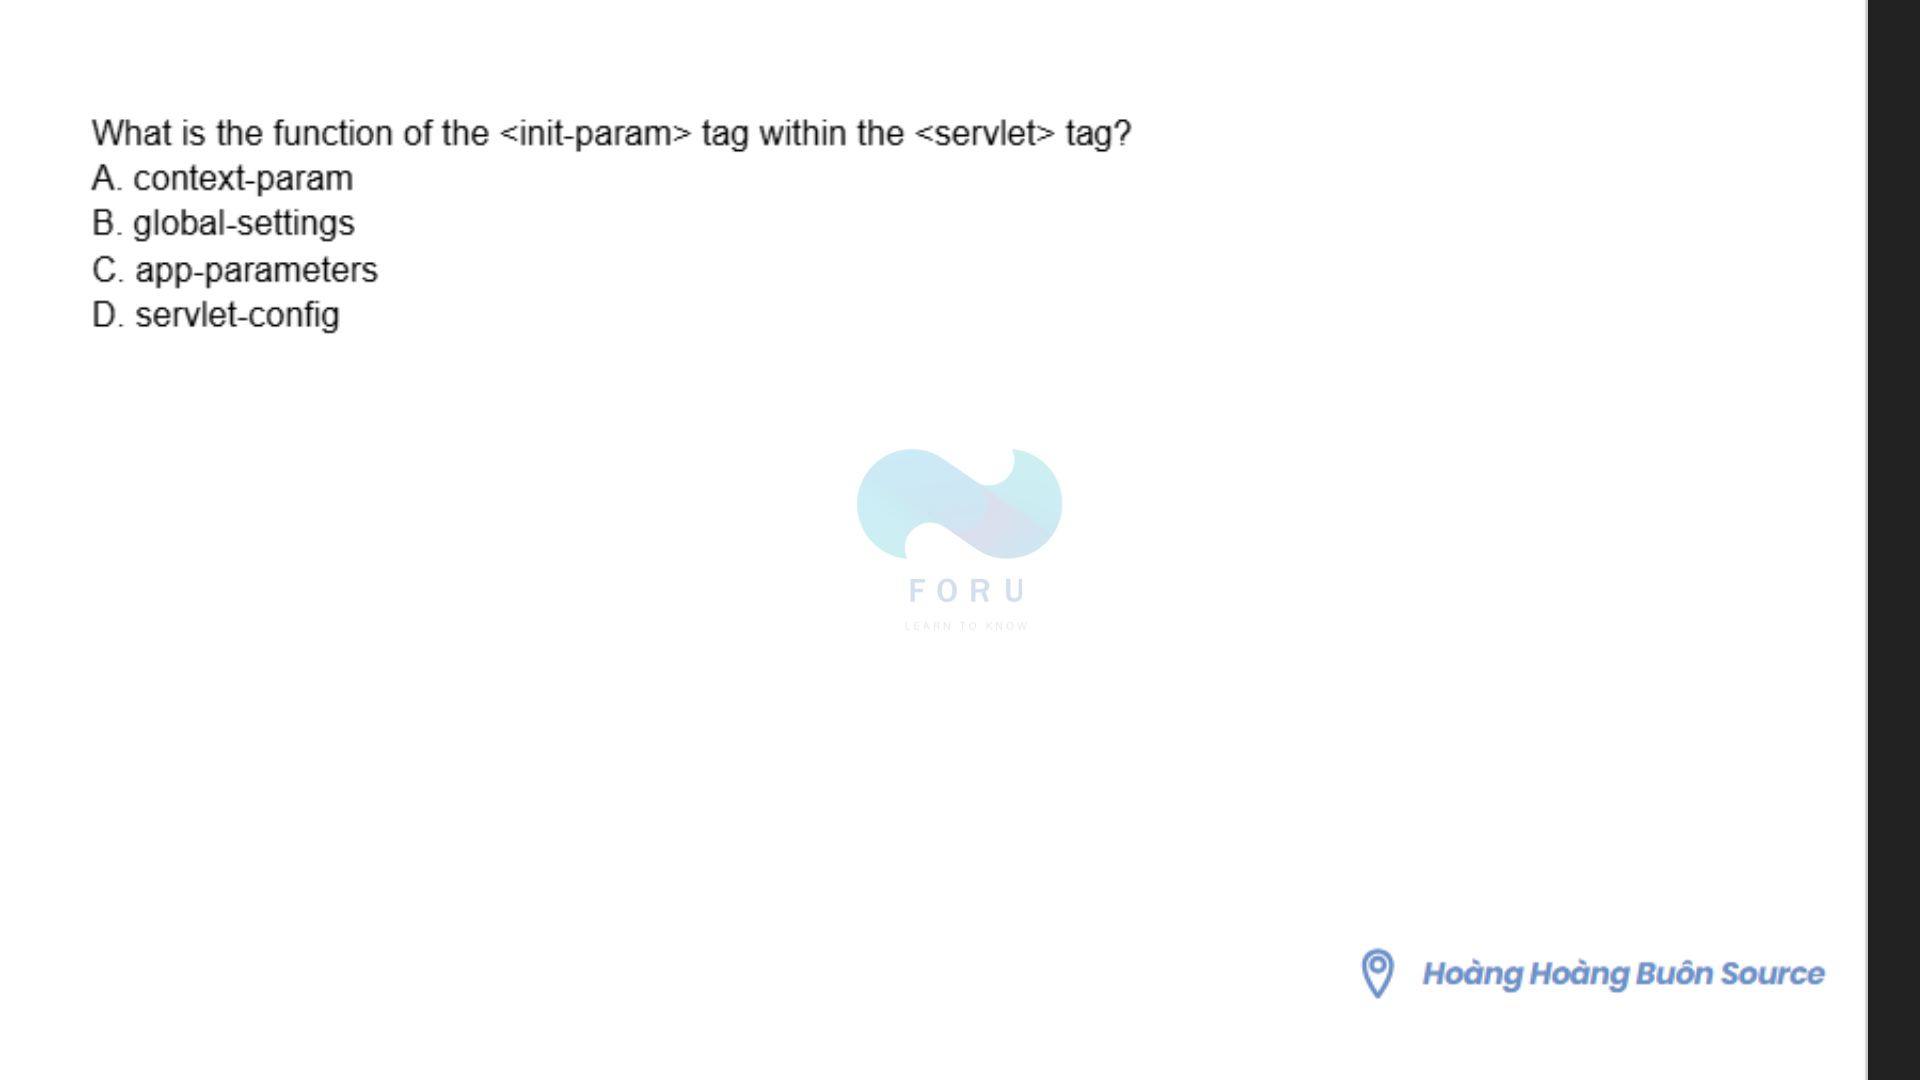 What is the function of the <init-param> tag within the <servlet> tag?
A. context-param
B. global-settings
C. app-parameters
D. servlet-config
FORU
LEARN TO KNOW
Hoàng Hoàng Buôn Source